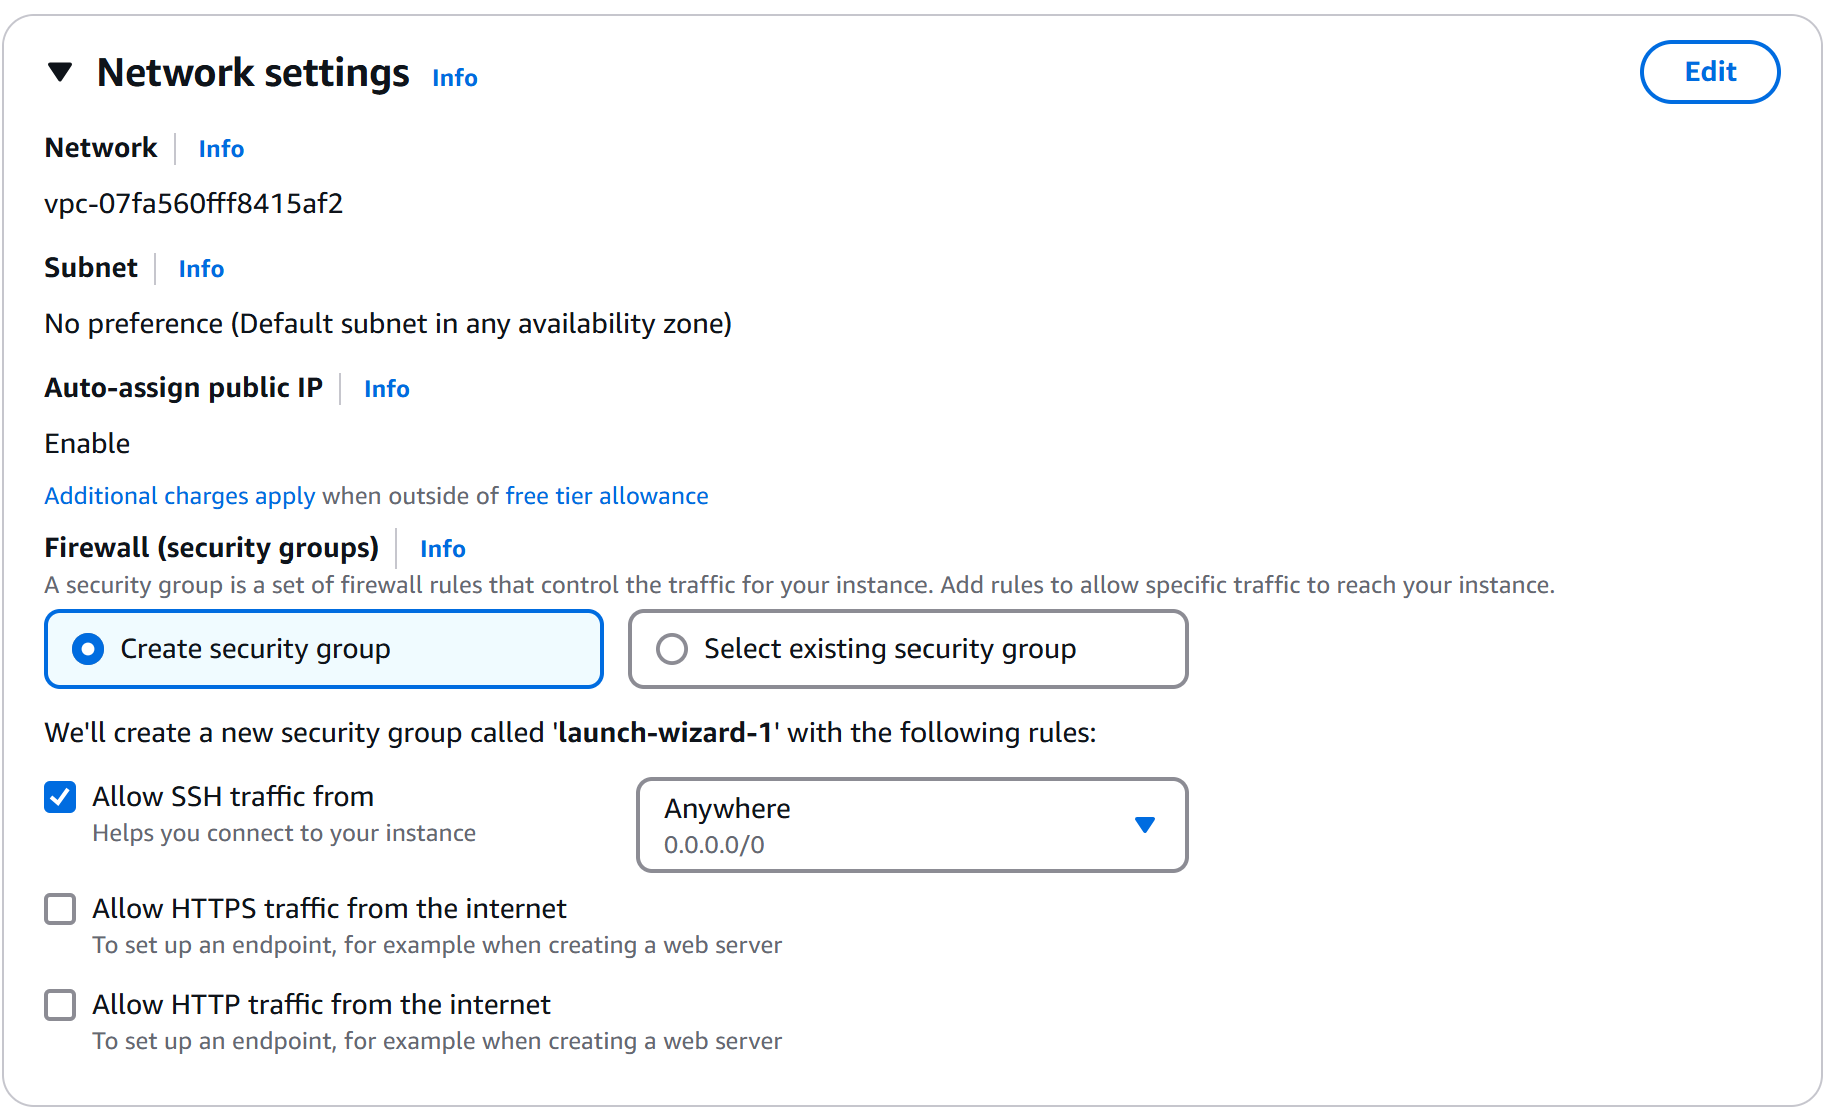 Network settings Info
Edit
Network Info
vpc-07fa560fff8415af2
Subnet Info
No preference (Default subnet in any availability zone)
Auto-assign public IP Info
Enable
Additional charges apply when outside of free tier allowance
Firewall (security groups) Info
A security group is a set of firewall rules that control the traffic for your instance. Add rules to allow specific traffic to reach your instance.
Create security group
Select existing security group
We'll create a new security group called 'launch-wizard-1' with the following rules:
Allow SSH traffic from
Helps you connect to your instance
Anywhere
0.0.0.0/0
Allow HTTPS traffic from the internet
To set up an endpoint, for example when creating a web server
Allow HTTP traffic from the internet
To set up an endpoint, for example when creating a web server